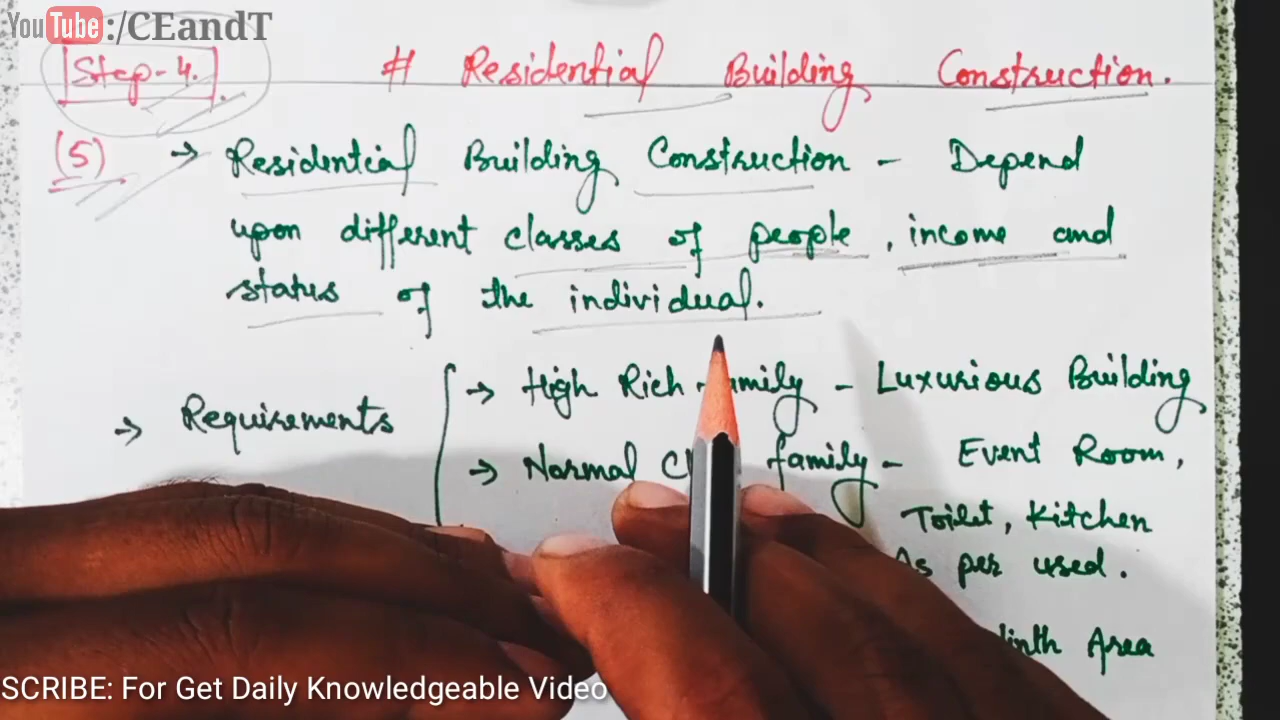 YouTube:/CEandT
Step-4. # Residential Building Construction.
(5) → Residential Building Construction - Depend
upon different classes of people, income and
status of the individual.
→ Requirements → High Rich - Luxurious Building
→ Normal family - Event Room,
Toilet, Kitchen
As per used.
Area
SCRIBE: For Get Daily Knowledgeable Video